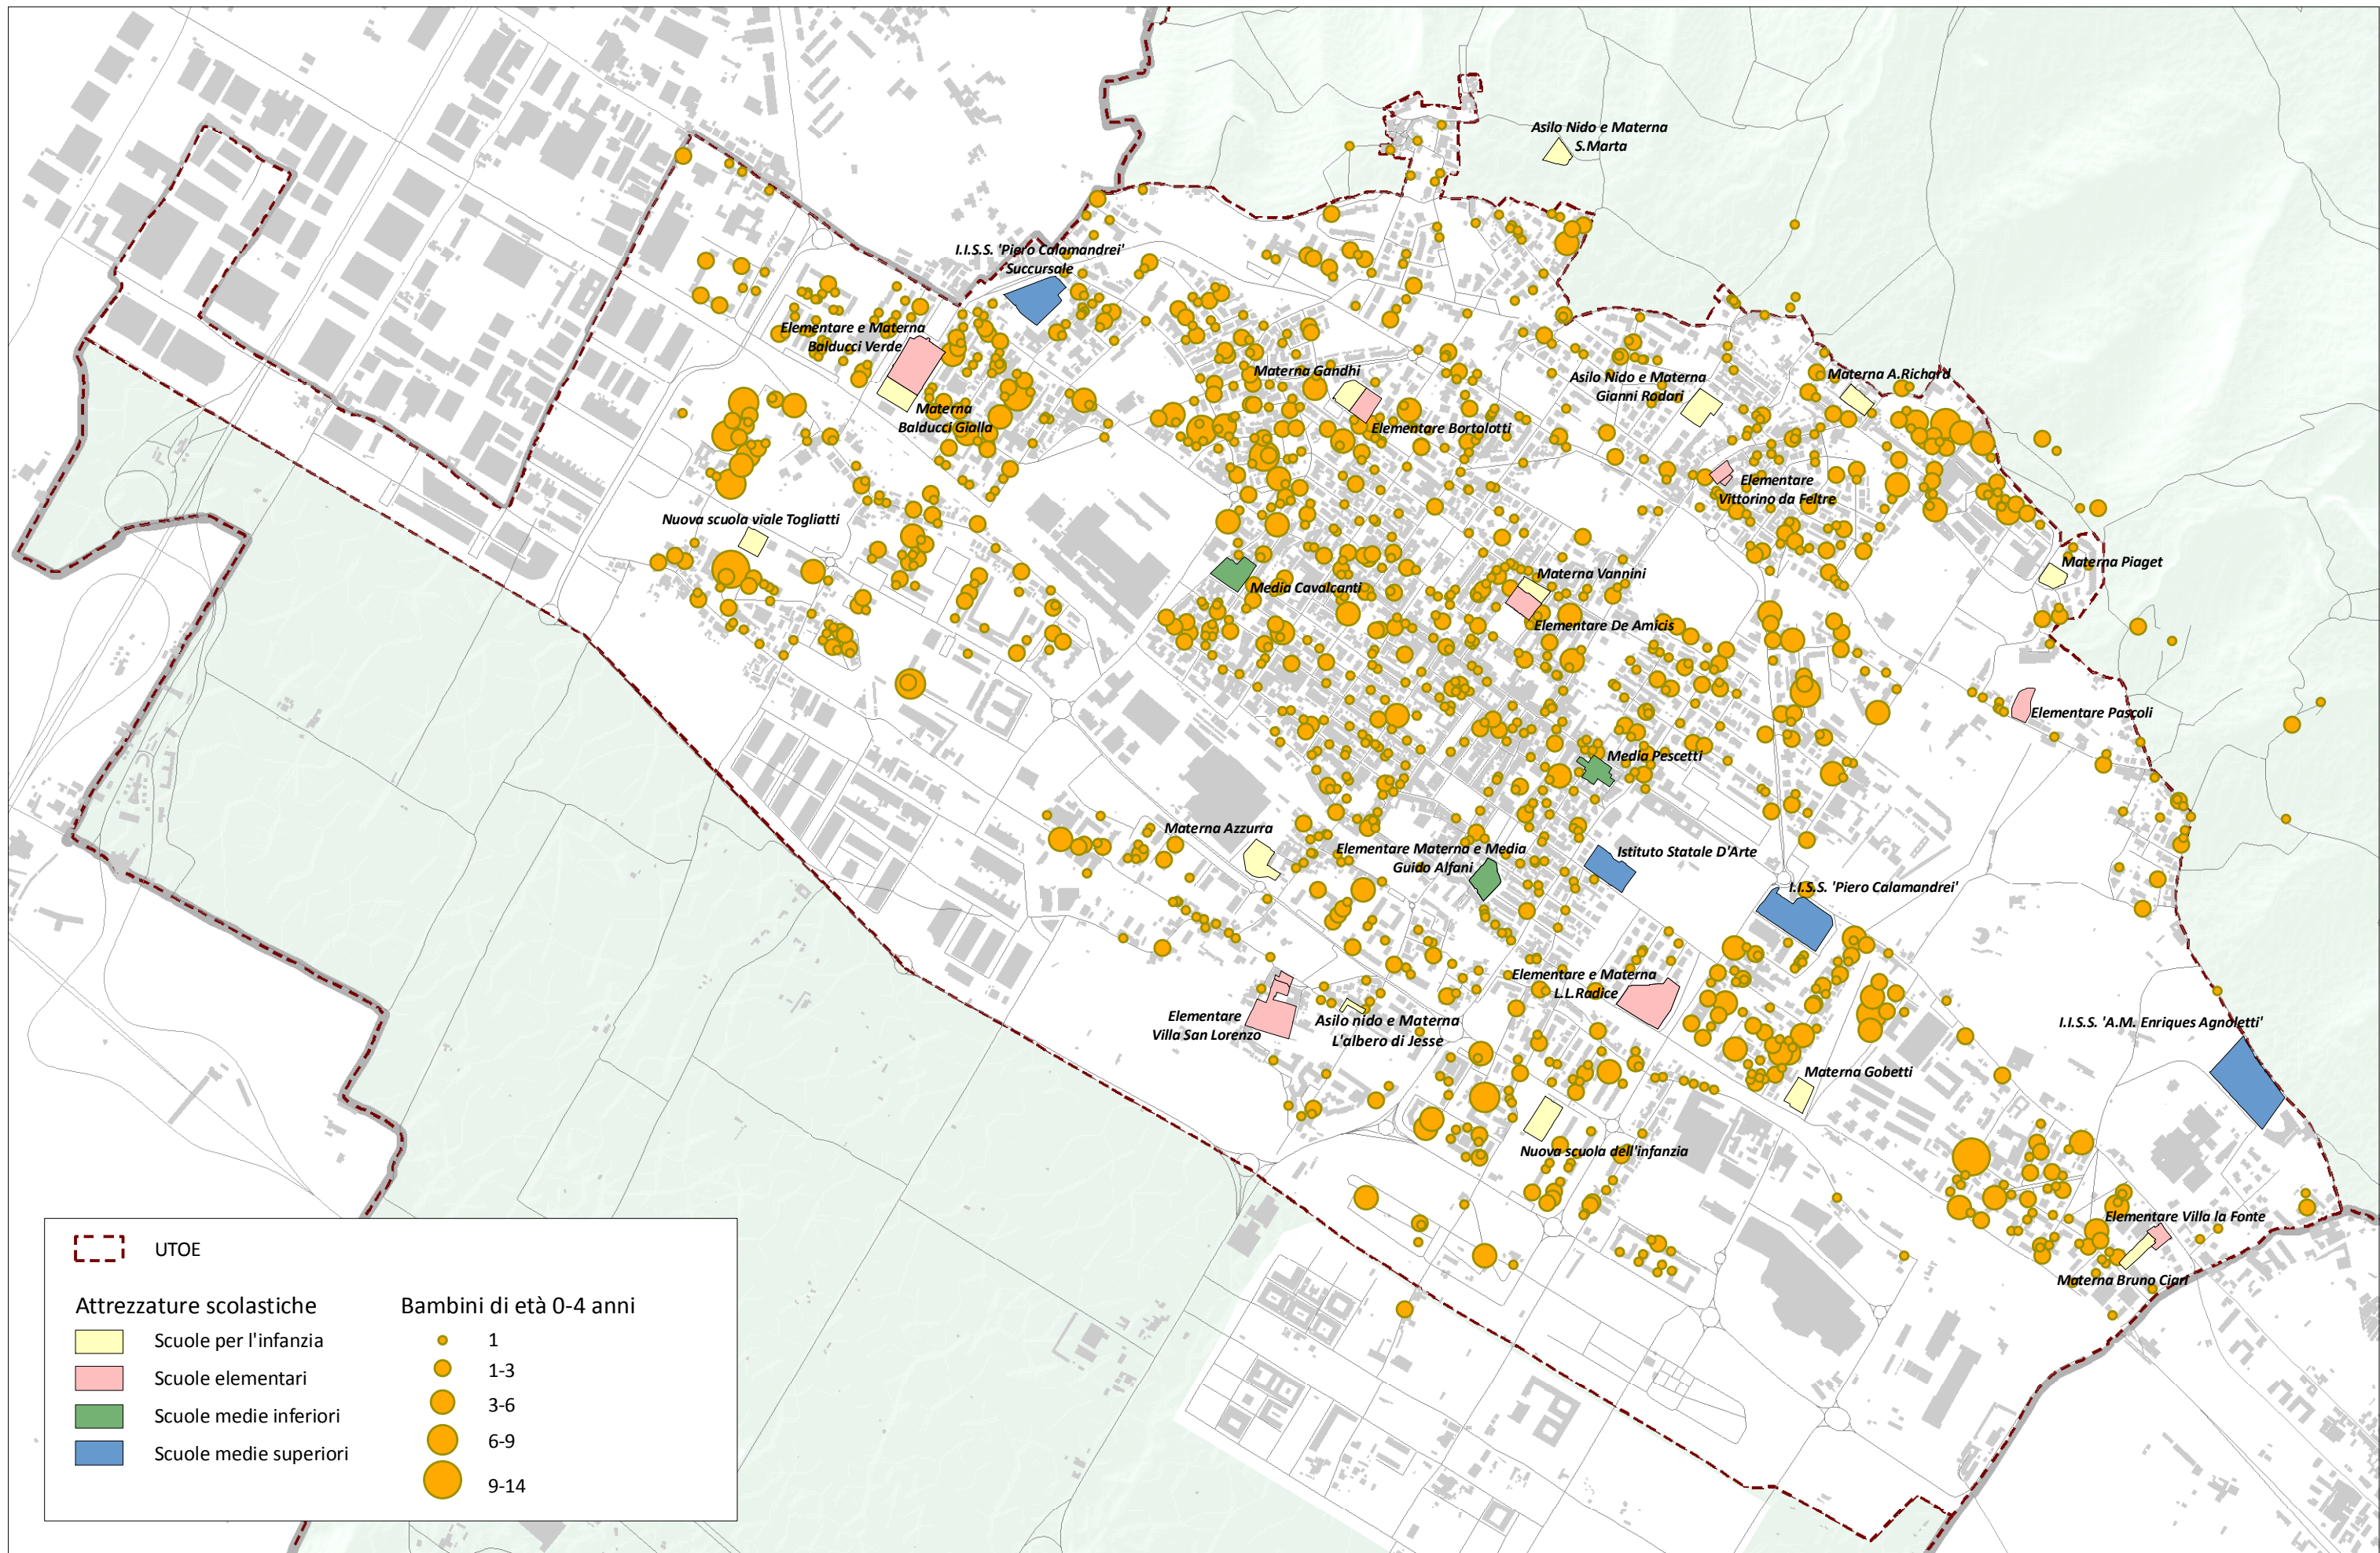 Asilo Nido e Materna
S.Marta
I.I.S.S. 'Piero Calamandrei'
Succursale
Elementare e Materna
Balducci Verde
Materna Gandhi
Asilo Nido e Materna
Gianni Rodari
Materna A.Richard
Materna
Balducci Gialla
Elementare Bortolotti
Elementare
Vittorino da Feltre
Nuova scuola viale Togliatti
Materna Piaget
Materna Vannini
Media Cavalcanti
Elementare De Amicis
Elementare Pascoli
Media Pescetti
Materna Azzurra
Elementare Materna e Media
Guido Alfani
Istituto Statale D'Arte
I.I.S.S. 'Piero Calamandrei'
Elementare e Materna
L.L.Radice
Elementare
Villa San Lorenzo
Asilo nido e Materna
L'albero di Jesse
I.I.S.S. 'A.M. Enriques Agnoletti'
Materna Gobetti
Nuova scuola dell'infanzia
Elementare Villa la Fonte
Materna Bruno Ciari
UTOE
Attrezzature scolastiche
Scuole per l'infanzia
Scuole elementari
Scuole medie inferiori
Scuole medie superiori
Bambini di età 0-4 anni
1
1-3
3-6
6-9
9-14